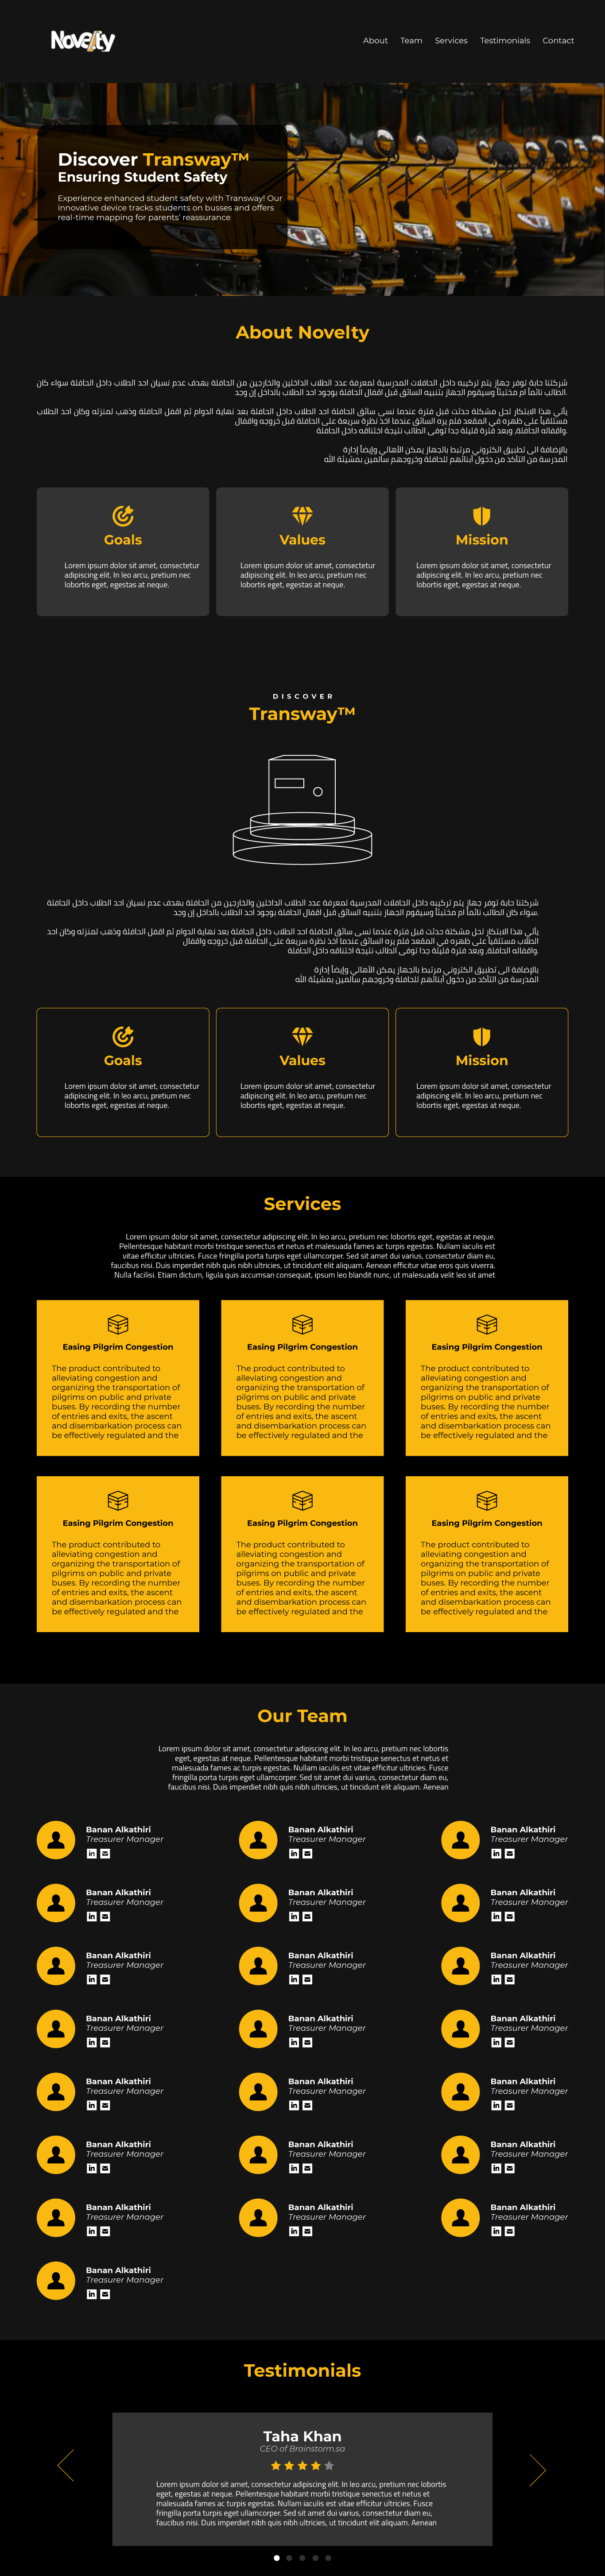 Novelty
About Team Services Testimonials Contact
Discover Transway™
Ensuring Student Safety
Experience enhanced student safety with Transway! Our
innovative device tracks students on busses and offers
real-time mapping for parents' reassurance
About Novelty
شركتنا حابة توفر جهاز يتم تركيبه داخل الحافلات المدرسية لمعرفة عدد الطلاب الداخلين والخارجين من الحافلة بهدف عدم نسيان احد الطلاب داخل الحافلة سواء كان
.الطالب نائماً ام مختبئاً وسيقوم الجهاز بتنبيه السائق قبل اقفال الحافلة بوجود احد الطلاب بالداخل إن وجد
يأتي هذا الابتكار لحل مشكلة حدثت قبل فترة عندما نسى سائق الحافلة احد الطلاب داخل الحافلة بعد نهاية الدوام ثم اقفل الحافلة وذهب لمنزله وكان احد الطلاب
مستلقياً على ظهره في المقعد فلم يره السائق عندما اخذ نظرة سريعة على الحافلة قبل خروجه واقفال
.واقفاله الحافلة, وبعد فترة قليلة جدا توفى الطالب نتيجة اختناقه داخل الحافلة
بالإضافة الى تطبيق الكتروني مرتبط بالجهاز يمكن الأهالي وإيضاً إدارة
المدرسة من التأكد من دخول أبنائهم للحافلة وخروجهم سالمين بمشيئة الله
Goals
Lorem ipsum dolor sit amet, consectetur
adipiscing elit. In leo arcu, pretium nec
lobortis eget, egestas at neque.
Values
Lorem ipsum dolor sit amet, consectetur
adipiscing elit. In leo arcu, pretium nec
lobortis eget, egestas at neque.
Mission
Lorem ipsum dolor sit amet, consectetur
adipiscing elit. In leo arcu, pretium nec
lobortis eget, egestas at neque.
DISCOVER
Transway™
شركتنا حابة توفر جهاز يتم تركيبه داخل الحافلات المدرسية لمعرفة عدد الطلاب الداخلين والخارجين من الحافلة بهدف عدم نسيان احد الطلاب داخل الحافلة
.سواء كان الطالب نائماً ام مختبئاً وسيقوم الجهاز بتنبيه السائق قبل اقفال الحافلة بوجود احد الطلاب بالداخل إن وجد
يأتي هذا الابتكار لحل مشكلة حدثت قبل فترة عندما نسى سائق الحافلة احد الطلاب داخل الحافلة بعد نهاية الدوام ثم اقفل الحافلة وذهب لمنزله وكان احد
الطلاب مستلقياً على ظهره في المقعد فلم يره السائق عندما اخذ نظرة سريعة على الحافلة قبل خروجه واقفال
.واقفاله الحافلة, وبعد فترة قليلة جدا توفى الطالب نتيجة اختناقه داخل الحافلة
بالإضافة الى تطبيق الكتروني مرتبط بالجهاز يمكن الأهالي وإيضاً إدارة
المدرسة من التأكد من دخول أبنائهم للحافلة وخروجهم سالمين بمشيئة الله
Goals
Lorem ipsum dolor sit amet, consectetur
adipiscing elit. In leo arcu, pretium nec
lobortis eget, egestas at neque.
Values
Lorem ipsum dolor sit amet, consectetur
adipiscing elit. In leo arcu, pretium nec
lobortis eget, egestas at neque.
Mission
Lorem ipsum dolor sit amet, consectetur
adipiscing elit. In leo arcu, pretium nec
lobortis eget, egestas at neque.
Services
Lorem ipsum dolor sit amet, consectetur adipiscing elit. In leo arcu, pretium nec lobortis eget, egestas at neque.
Pellentesque habitant morbi tristique senectus et netus et malesuada fames ac turpis egestas. Nullam iaculis est
vitae efficitur ultricies. Fusce fringilla porta turpis eget ullamcorper. Sed sit amet dui varius, consectetur diam eu,
faucibus nisi. Duis imperdiet nibh quis nibh ultricies, ut tincidunt elit aliquam. Aenean efficitur vitae eros quis viverra.
Nulla facilisi. Etiam dictum, ligula quis accumsan consequat, ipsum leo blandit nunc, ut malesuada velit leo sit amet
Easing Pilgrim Congestion
The product contributed to
alleviating congestion and
organizing the transportation of
pilgrims on public and private
buses. By recording the number
of entries and exits, the ascent
and disembarkation process can
be effectively regulated and the
Easing Pilgrim Congestion
The product contributed to
alleviating congestion and
organizing the transportation of
pilgrims on public and private
buses. By recording the number
of entries and exits, the ascent
and disembarkation process can
be effectively regulated and the
Easing Pilgrim Congestion
The product contributed to
alleviating congestion and
organizing the transportation of
pilgrims on public and private
buses. By recording the number
of entries and exits, the ascent
and disembarkation process can
be effectively regulated and the
Easing Pilgrim Congestion
The product contributed to
alleviating congestion and
organizing the transportation of
pilgrims on public and private
buses. By recording the number
of entries and exits, the ascent
and disembarkation process can
be effectively regulated and the
Easing Pilgrim Congestion
The product contributed to
alleviating congestion and
organizing the transportation of
pilgrims on public and private
buses. By recording the number
of entries and exits, the ascent
and disembarkation process can
be effectively regulated and the
Easing Pilgrim Congestion
The product contributed to
alleviating congestion and
organizing the transportation of
pilgrims on public and private
buses. By recording the number
of entries and exits, the ascent
and disembarkation process can
be effectively regulated and the
Our Team
Lorem ipsum dolor sit amet, consectetur adipiscing elit. In leo arcu, pretium nec lobortis
eget, egestas at neque. Pellentesque habitant morbi tristique senectus et netus et
malesuada fames ac turpis egestas. Nullam iaculis est vitae efficitur ultricies. Fusce
fringilla porta turpis eget ullamcorper. Sed sit amet dui varius, consectetur diam eu,
faucibus nisi. Duis imperdiet nibh quis nibh ultricies, ut tincidunt elit aliquam. Aenean
Banan Alkathiri
Treasurer Manager
Banan Alkathiri
Treasurer Manager
Banan Alkathiri
Treasurer Manager
Banan Alkathiri
Treasurer Manager
Banan Alkathiri
Treasurer Manager
Banan Alkathiri
Treasurer Manager
Banan Alkathiri
Treasurer Manager
Banan Alkathiri
Treasurer Manager
Banan Alkathiri
Treasurer Manager
Banan Alkathiri
Treasurer Manager
Banan Alkathiri
Treasurer Manager
Banan Alkathiri
Treasurer Manager
Banan Alkathiri
Treasurer Manager
Banan Alkathiri
Treasurer Manager
Banan Alkathiri
Treasurer Manager
Banan Alkathiri
Treasurer Manager
Banan Alkathiri
Treasurer Manager
Banan Alkathiri
Treasurer Manager
Banan Alkathiri
Treasurer Manager
Banan Alkathiri
Treasurer Manager
Banan Alkathiri
Treasurer Manager
Banan Alkathiri
Treasurer Manager
Testimonials
Taha Khan
CEO of Brainstorm.sa
Lorem ipsum dolor sit amet, consectetur adipiscing elit. In leo arcu, pretium nec lobortis
eget, egestas at neque. Pellentesque habitant morbi tristique senectus et netus et
malesuada fames ac turpis egestas. Nullam iaculis est vitae efficitur ultricies. Fusce
fringilla porta turpis eget ullamcorper. Sed sit amet dui varius, consectetur diam eu,
faucibus nisi. Duis imperdiet nibh quis nibh ultricies, ut tincidunt elit aliquam. Aenean